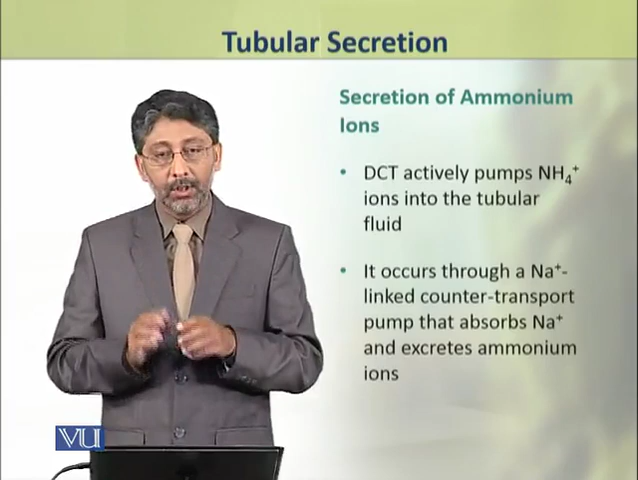 Tubular Secretion
Secretion of Ammonium
Ions
• DCT actively pumps NH₄⁺
ions into the tubular
fluid
• It occurs through a Na⁺-
linked counter-transport
pump that absorbs Na⁺
and excretes ammonium
ions
VU